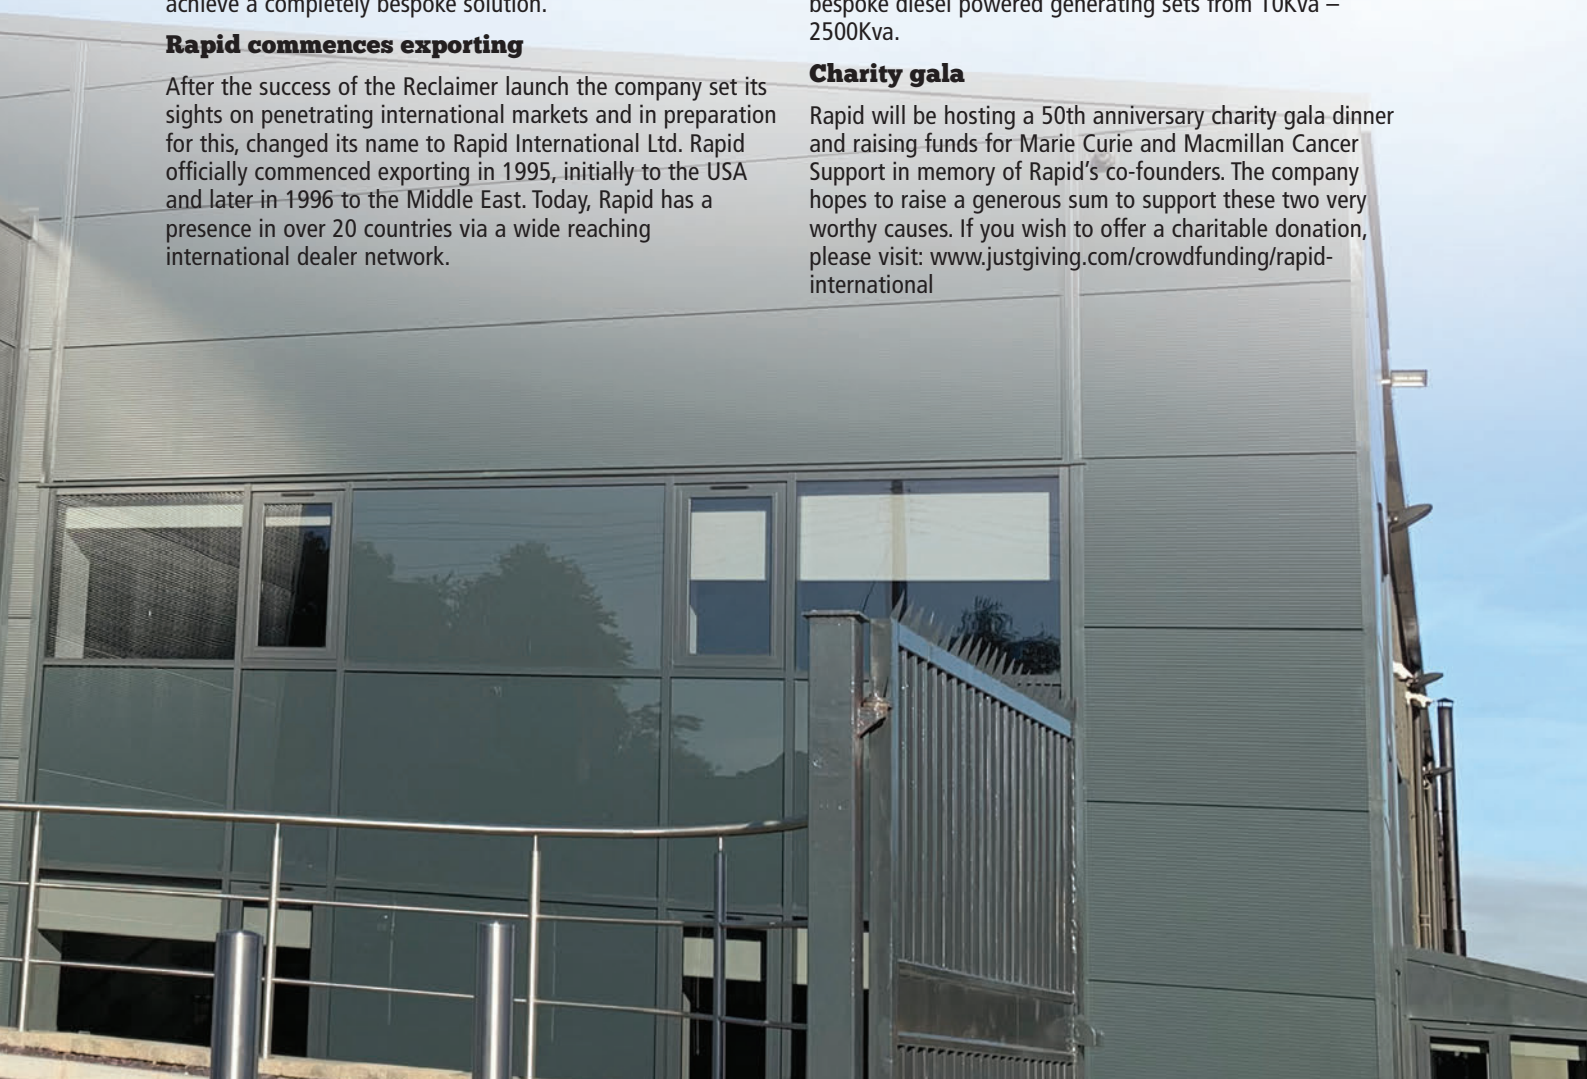 achieve a completely bespoke solution.
Rapid commences exporting
After the success of the Reclaimer launch the company set its
sights on penetrating international markets and in preparation
for this, changed its name to Rapid International Ltd. Rapid
officially commenced exporting in 1995, initially to the USA
and later in 1996 to the Middle East. Today, Rapid has a
presence in over 20 countries via a wide reaching
international dealer network.
bespoke diesel powered generating sets from 10Kva –
2500Kva.
Charity gala
Rapid will be hosting a 50th anniversary charity gala dinner
and raising funds for Marie Curie and Macmillan Cancer
Support in memory of Rapid's co-founders. The company
hopes to raise a generous sum to support these two very
worthy causes. If you wish to offer a charitable donation,
please visit: www.justgiving.com/crowdfunding/rapid-
international